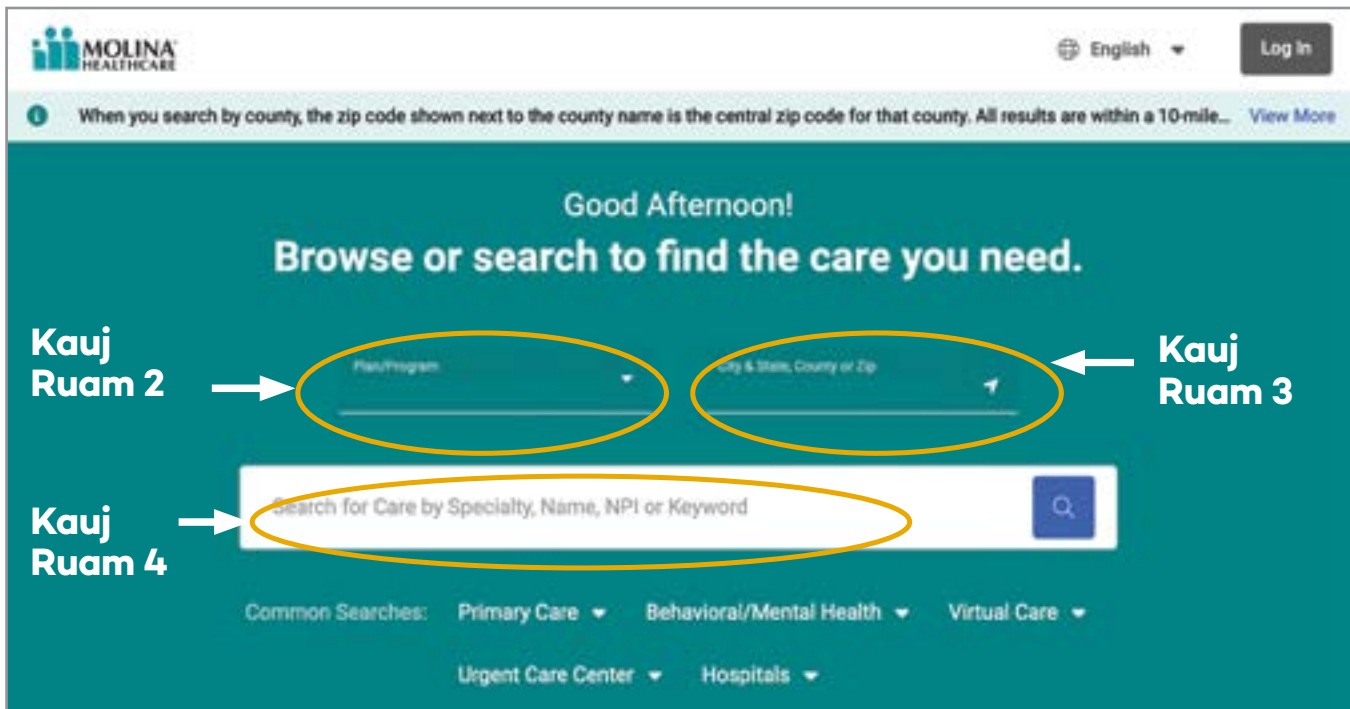 MOLINA
HEALTHCARE
English
Log In
When you search by county, the zip code shown next to the county name is the central zip code for that county. All results are within a 10-mile... View More
Good Afternoon!
Browse or search to find the care you need.
Kauj
Ruam 2
Plan/Program
City & State, County or Zip
Kauj
Ruam 3
Search for Care by Specialty, Name, NPI or Keyword
Kauj
Ruam 4
Common Searches: Primary Care Behavioral/Mental Health Virtual Care
Urgent Care Center Hospitals